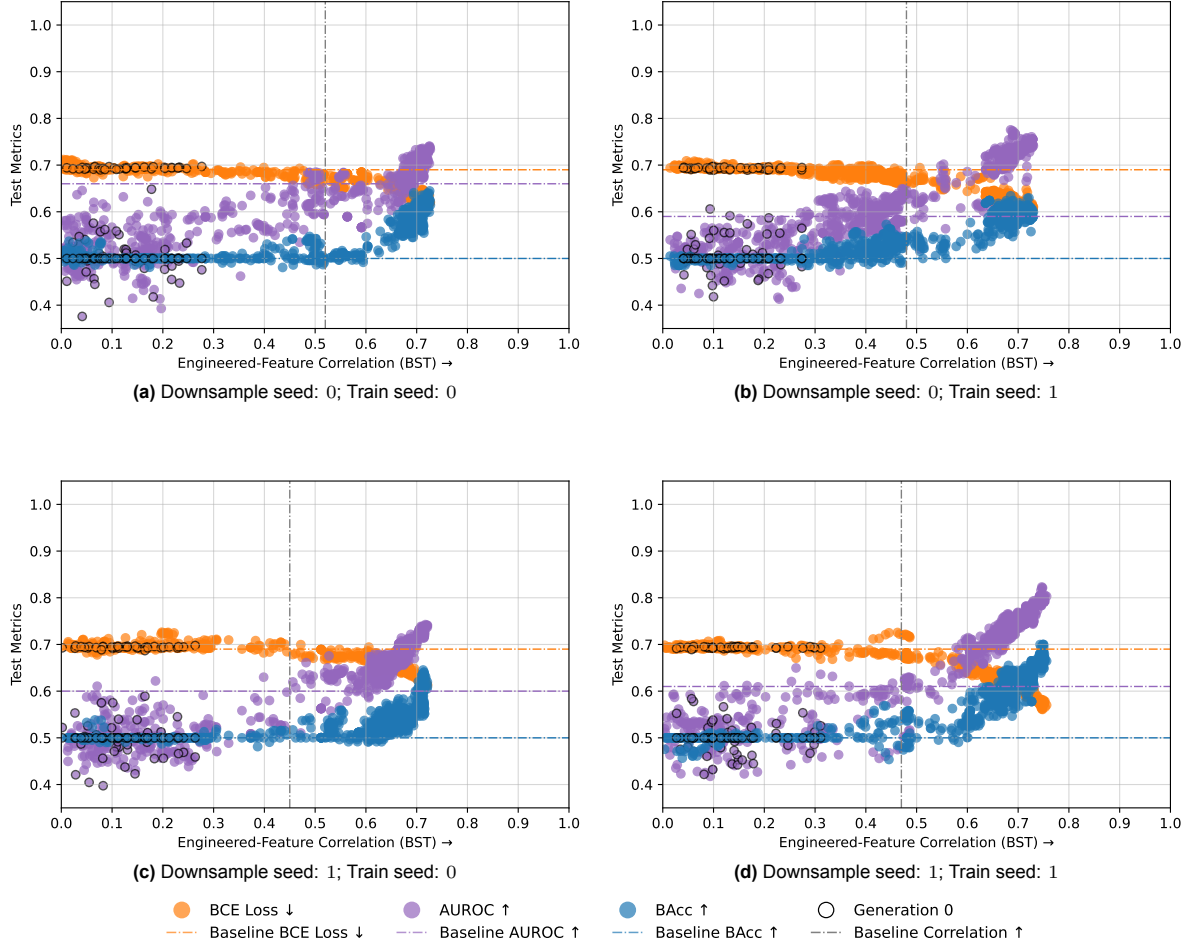 1.0
0.9
0.8
0.7
0.6
0.5
0.4
Test Metrics
0.0 0.1 0.2 0.3 0.4 0.5 0.6 0.7 0.8 0.9 1.0
Engineered-Feature Correlation (BST) →
(a) Downsample seed: 0; Train seed: 0
1.0
0.9
0.8
0.7
0.6
0.5
0.4
Test Metrics
0.0 0.1 0.2 0.3 0.4 0.5 0.6 0.7 0.8 0.9 1.0
Engineered-Feature Correlation (BST) →
(b) Downsample seed: 0; Train seed: 1
1.0
0.9
0.8
0.7
0.6
0.5
0.4
Test Metrics
0.0 0.1 0.2 0.3 0.4 0.5 0.6 0.7 0.8 0.9 1.0
Engineered-Feature Correlation (BST) →
(c) Downsample seed: 1; Train seed: 0
1.0
0.9
0.8
0.7
0.6
0.5
0.4
Test Metrics
0.0 0.1 0.2 0.3 0.4 0.5 0.6 0.7 0.8 0.9 1.0
Engineered-Feature Correlation (BST) →
(d) Downsample seed: 1; Train seed: 1
BCE Loss ↓ AUROC ↑ BAcc ↑ Generation 0
Baseline BCE Loss ↓ Baseline AUROC ↑ Baseline BAcc ↑ Baseline Correlation ↑